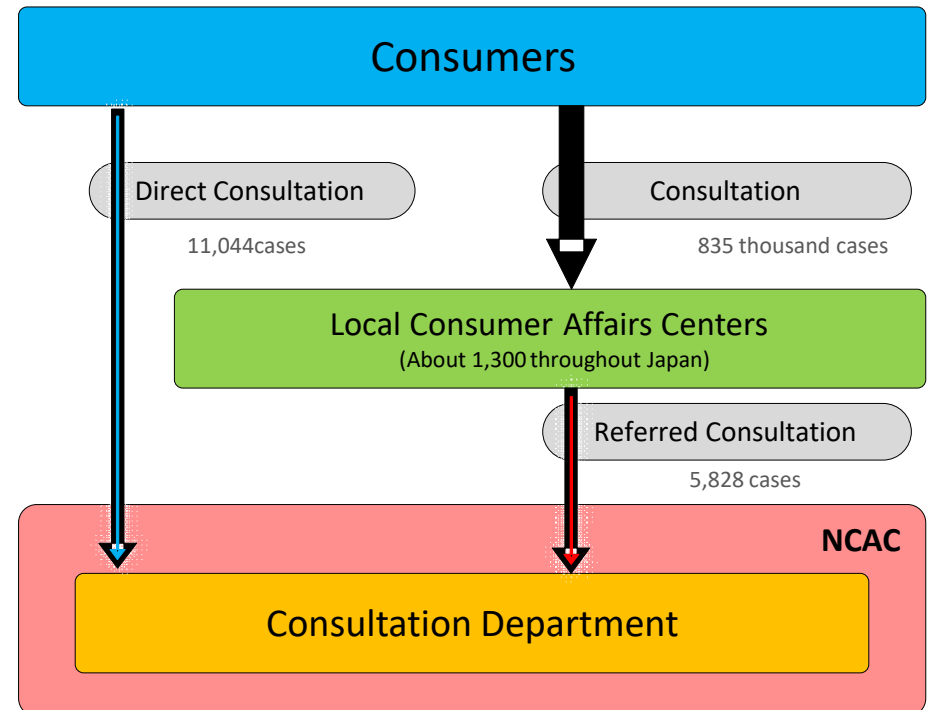 Consumers
Direct Consultation
11,044cases
Consultation
835 thousand cases
Local Consumer Affairs Centers
(About 1,300 throughout Japan)
Referred Consultation
5,828 cases
NCAC
Consultation Department